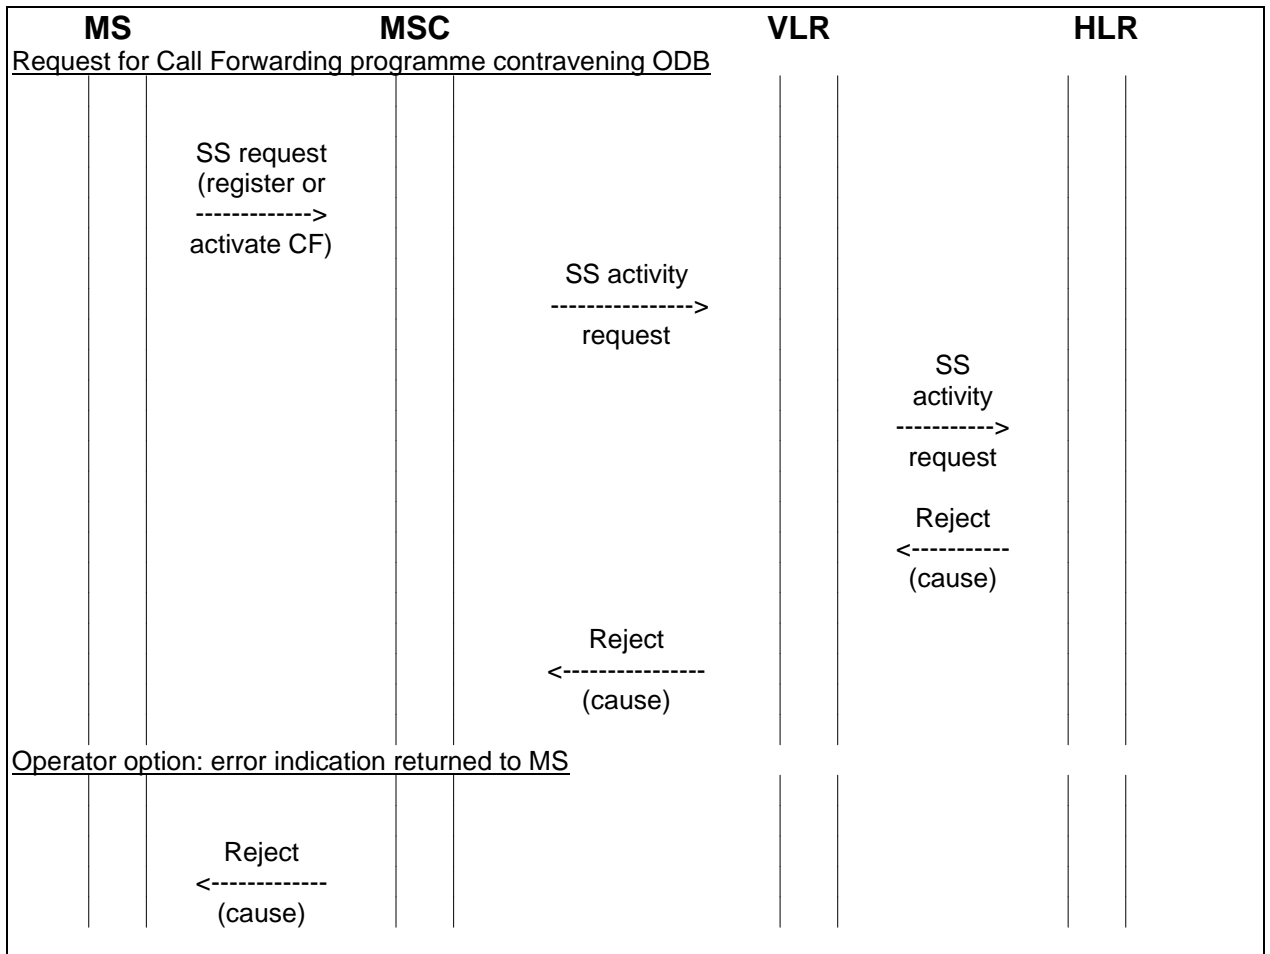 MS MSC VLR HLR
Request for Call Forwarding programme contravening ODB
SS request
(register or
------------->
activate CF)
SS activity
---------------->
request
SS
activity
----------->
request
Reject
<-----------
(cause)
Reject
<----------------
(cause)
Operator option: error indication returned to MS
Reject
<-------------
(cause)